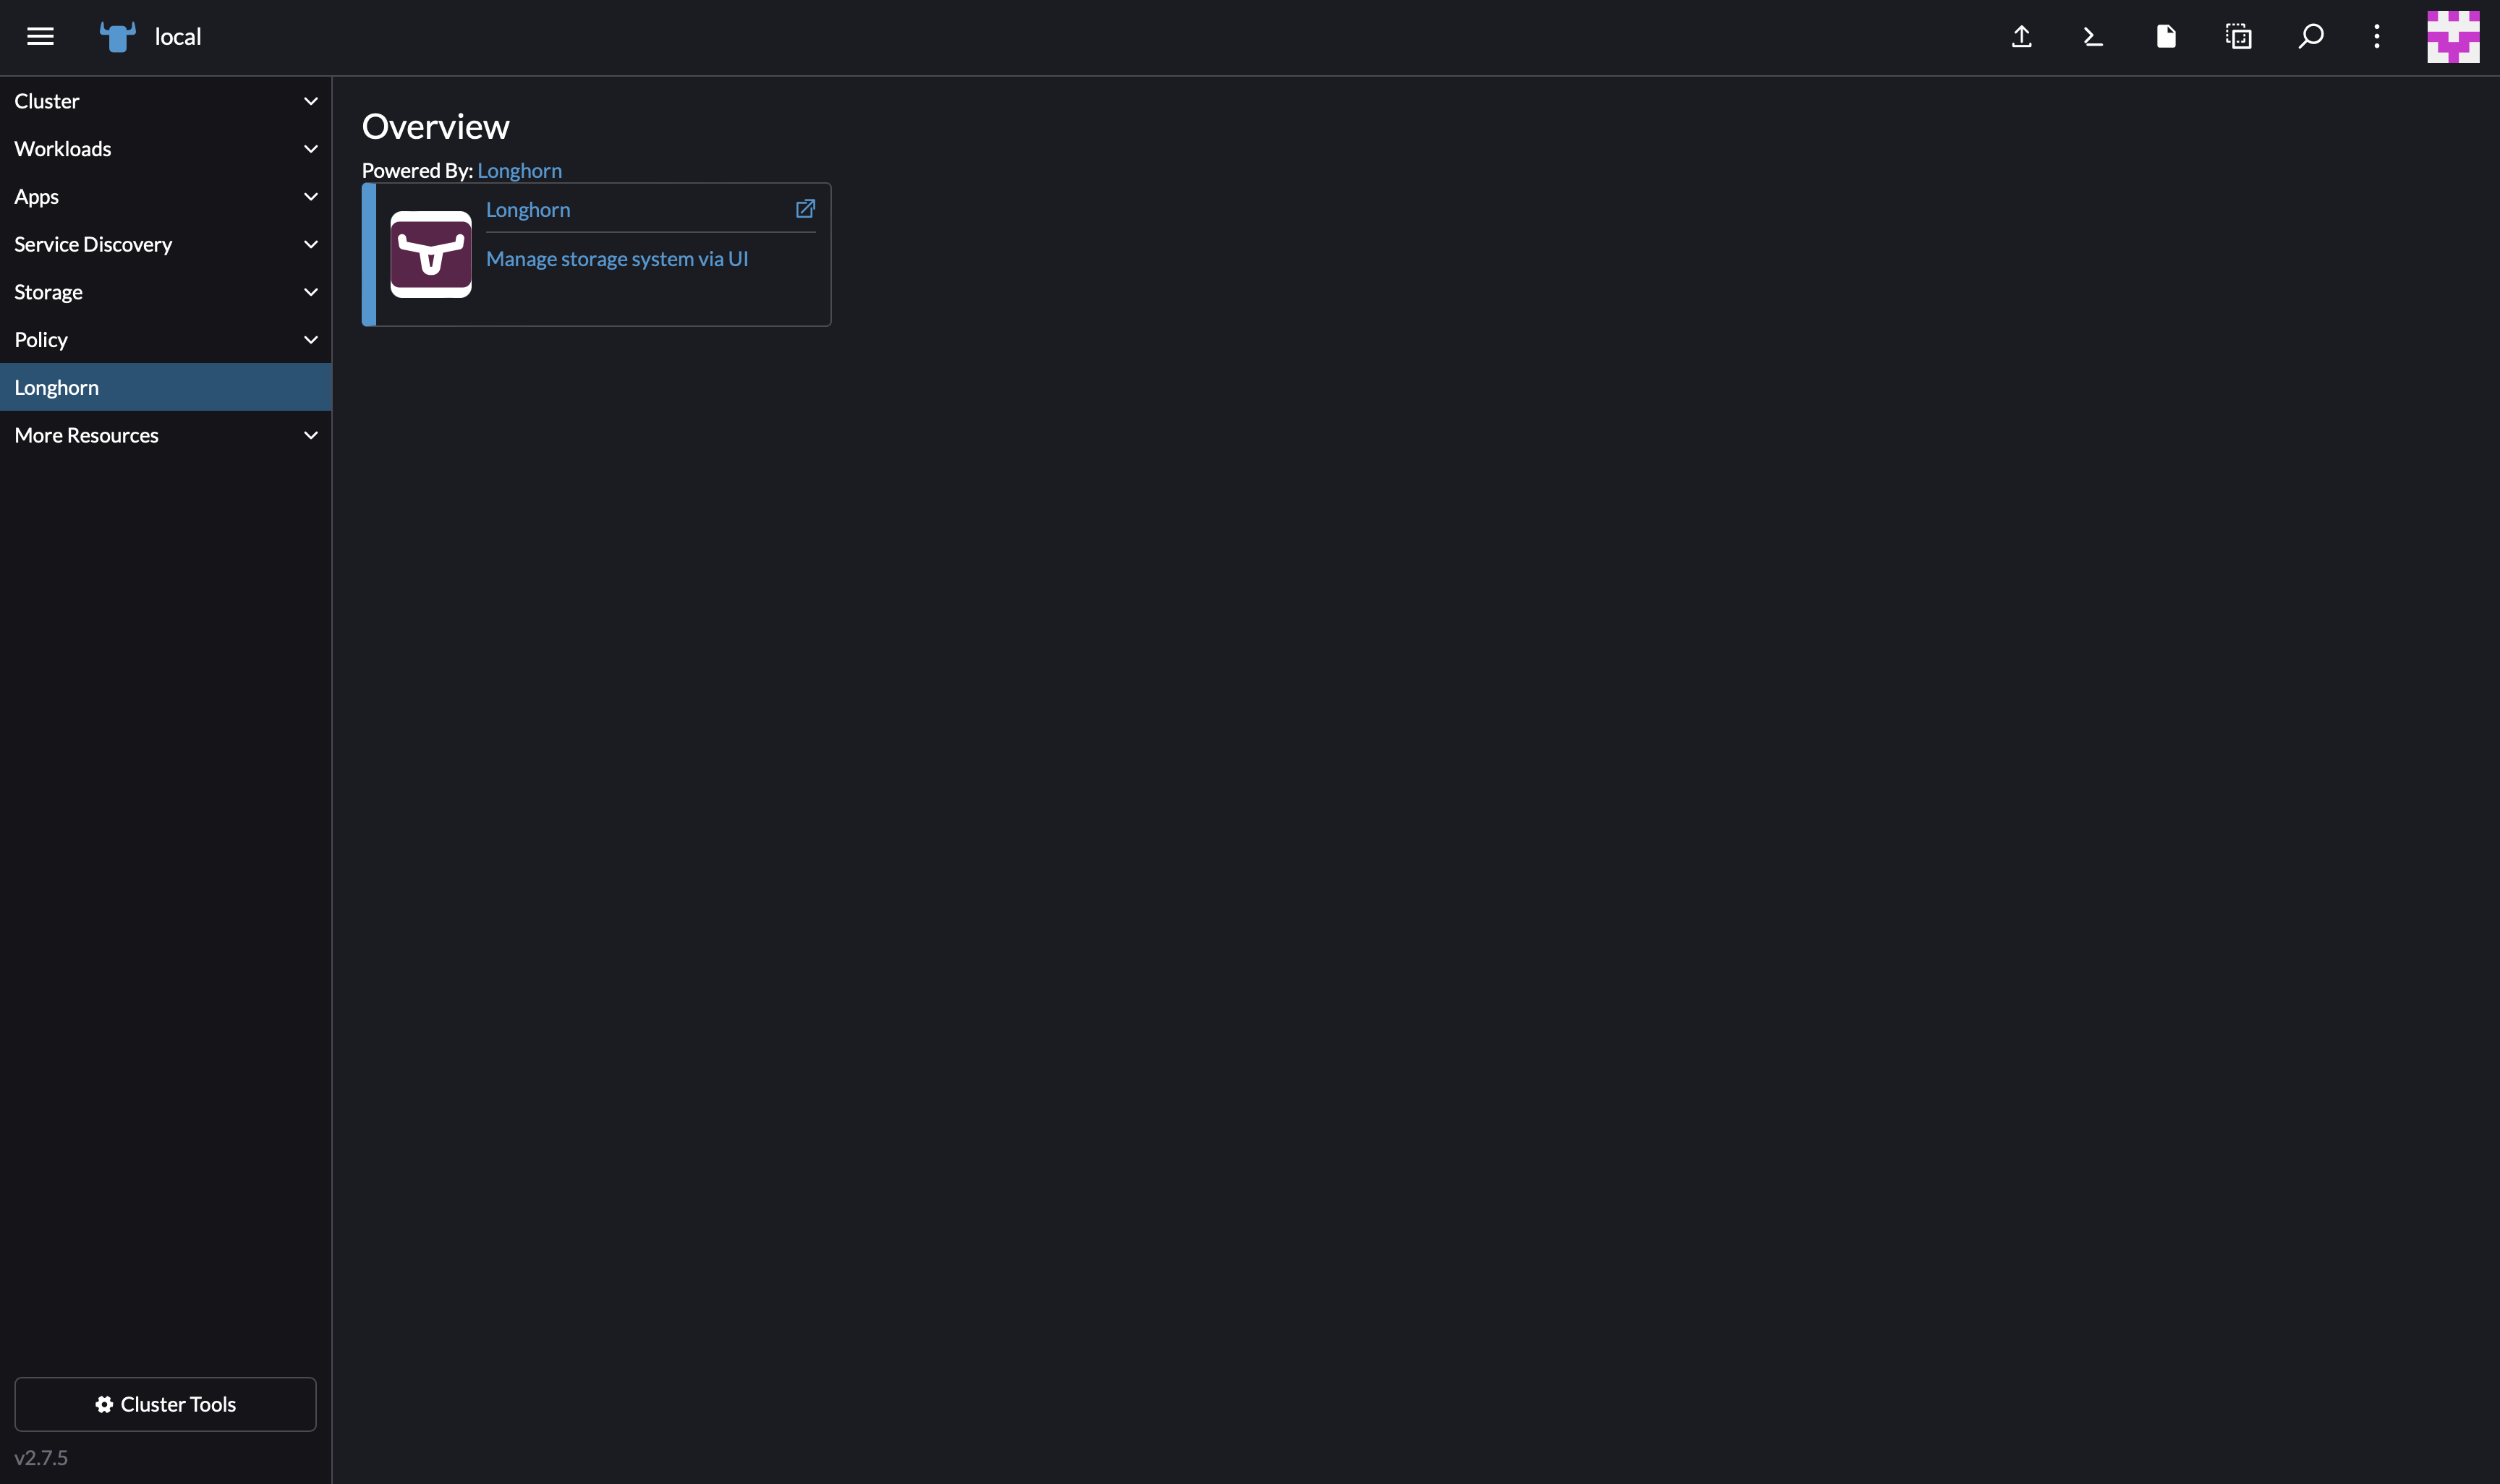 local
Cluster
Workloads
Apps
Service Discovery
Storage
Policy
Longhorn
More Resources
Cluster Tools
v2.7.5
Overview
Powered By: Longhorn
Longhorn
Manage storage system via UI